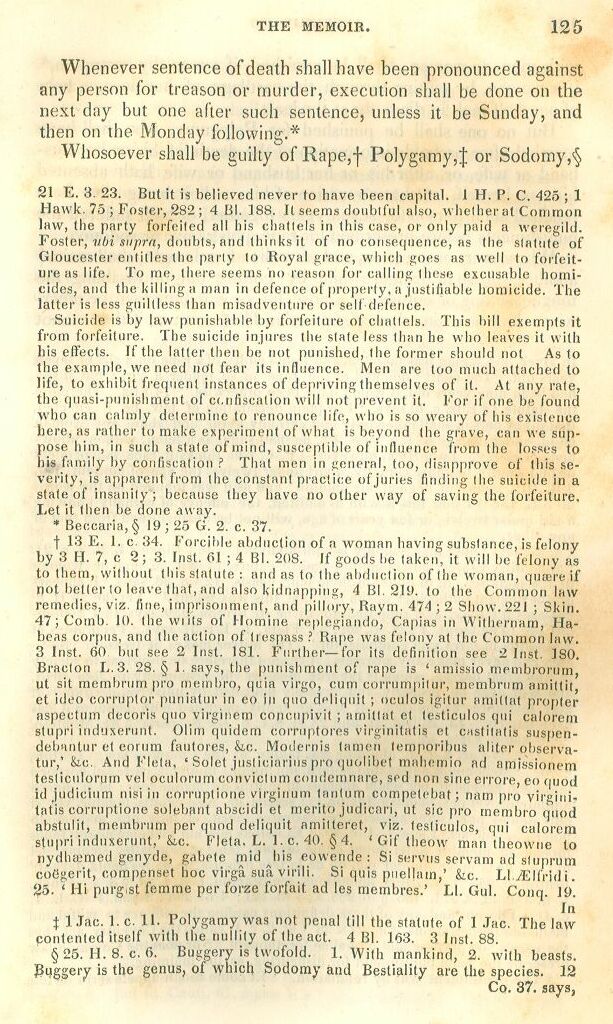 THE MEMOIR. 125
Whenever sentence of death shall have been pronounced against
any person for treason or murder, execution shall be done on the
next day but one after such sentence, unless it be Sunday, and
then on the Monday following.*
Whosoever shall be guilty of Rape,† Polygamy,‡ or Sodomy,§
21 E. 3. 23. But it is believed never to have been capital. 1 H. P. C. 425; 1
Hawk. 75; Foster, 282; 4 Bl. 188. It seems doubtful also, whether at Common
law, the party forfeited all his chattels in this case, or only paid a weregild.
Foster, ubi supra, doubts, and thinks it of no consequence, as the statute of
Gloucester entitles the party to Royal grace, which goes as well to forfeit-
ure as life. To me, there seems no reason for calling these excusable homi-
cides, and the killing a man in defence of property, a justifiable homicide. The
latter is less guiltless than misadventure or self-defence.
Suicide is by law punishable by forfeiture of chattels. This bill exempts it
from forfeiture. The suicide injures the state less than he who leaves it with
his effects. If the latter then be not punished, the former should not As to
the example, we need not fear its influence. Men are too much attached to
life, to exhibit frequent instances of depriving themselves of it. At any rate,
the quasi-punishment of confiscation will not prevent it. For if one be found
who can calmly determine to renounce life, who is so weary of his existence
here, as rather to make experiment of what is beyond the grave, can we sup-
pose him, in such a state of mind, susceptible of influence from the losses to
his family by confiscation? That men in general, too, disapprove of this se-
verity, is apparent from the constant practice of juries finding the suicide in a
state of insanity; because they have no other way of saving the forfeiture.
Let it then be done away.
* Beccaria, § 19; 25 G. 2. c. 37.
† 13 E. 1. c. 34. Forcible abduction of a woman having substance, is felony
by 3 H. 7, c 2; 3. Inst. 61; 4 Bl. 208. If goods be taken, it will be felony as
to them, without this statute: and as to the abduction of the woman, quære if
not better to leave that, and also kidnapping, 4 Bl. 219. to the Common law
remedies, viz. fine, imprisonment, and pillory, Raym. 474; 2 Show. 221; Skin.
47; Comb. 10. the writs of Homine replegiando, Capias in Withernam, Ha-
beas corpus, and the action of trespass? Rape was felony at the Common law.
3 Inst. 60. but see 2 Inst. 181. Further—for its definition see 2 Inst. 180.
Bracton L. 3. 28. § 1. says, the punishment of rape is 'amissio membrorum,
ut sit membrum pro membro, quia virgo, cum corrumpitur, membrum amittit,
et ideo corruptor puniatur in eo in quo deliquit; oculos igitur amittat propter
aspectum decoris quo virginem concupivit; amittat et testiculos qui calorem
stupri induxerunt. Olim quidem corruptores virginitatis et castitatis suspen-
debantur et eorum fautores, &c. Modernis tamen temporibus aliter observa-
tur,' &c. And Fleta, 'Solet justiciarius pro quolibet mahemio ad amissionem
testiculorum vel oculorum convictum condemnare, sed non sine errore, eo quod
id judicium nisi in corruptione virginum tantum competebat; nam pro virgini-
tatis corruptione solebant abscidi et merito judicari, ut sic pro membro quod
abstulit, membrum per quod deliquit amitteret, viz. testiculos, qui calorem
stupri induxerunt,' &c. Fleta. L. 1. c. 40. § 4. 'Gif theow man theowne to
nydhæmed genyde, gabete mid his eowende: Si servus servam ad stuprum
coëgerit, compenset hoc virgâ suâ virili. Si quis puellam,' &c. Ll. Ælfridi.
25. 'Hi purgist femme per forze forfait ad les membres.' Ll. Gul. Conq. 19.
In
‡ 1 Jac. 1. c. 11. Polygamy was not penal till the statute of 1 Jac. The law
contented itself with the nullity of the act. 4 Bl. 163. 3 Inst. 88.
§ 25. H. 8. c. 6. Buggery is twofold. 1. With mankind, 2. with beasts.
Buggery is the genus, of which Sodomy and Bestiality are the species. 12
Co. 37. says,